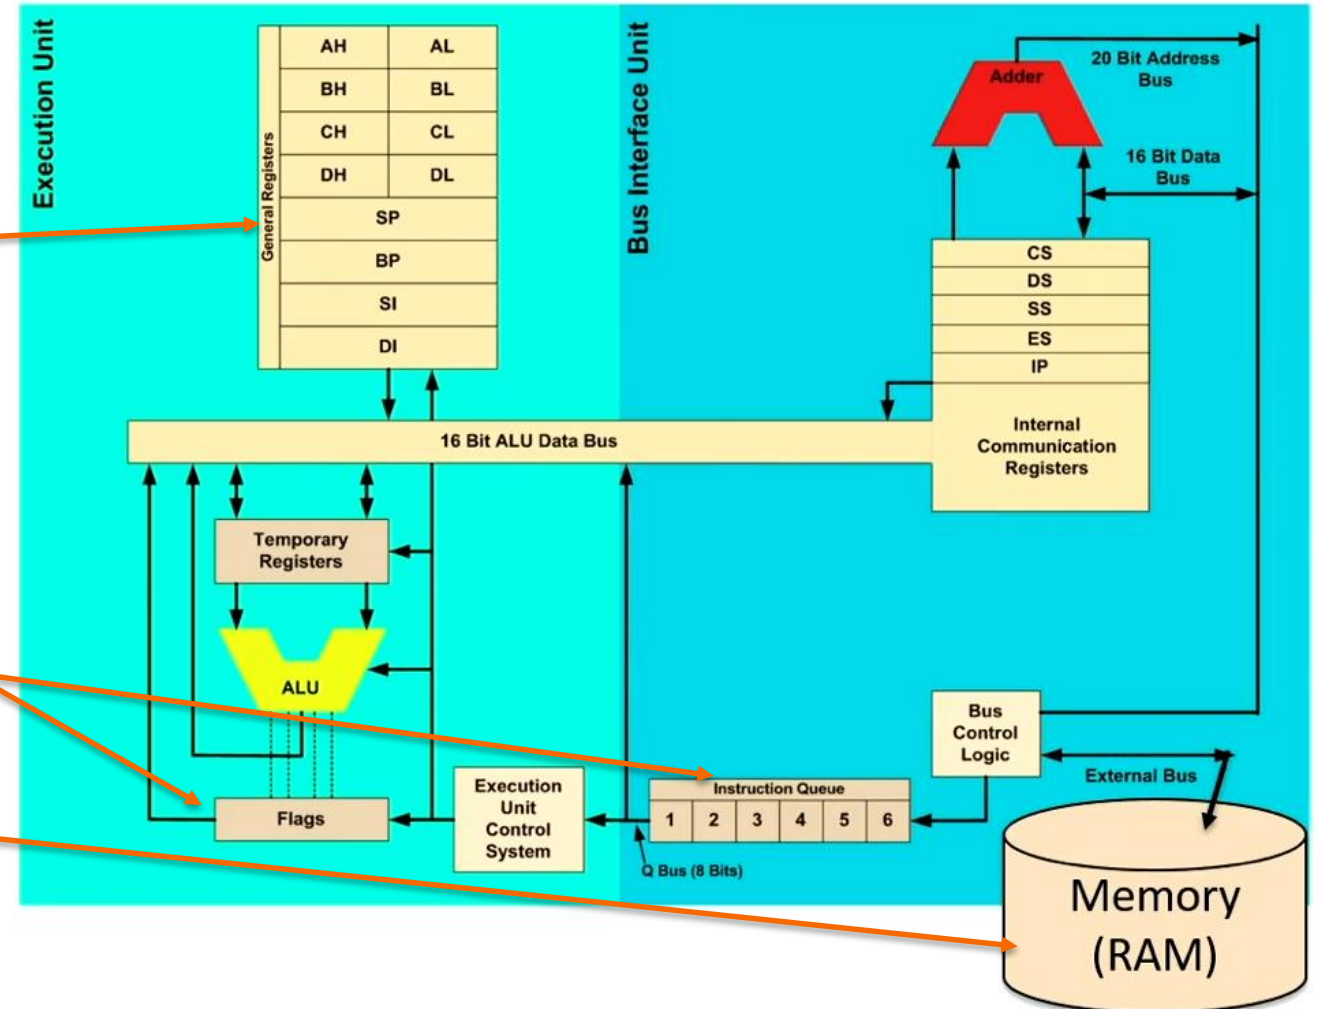 Execution Unit
General Registers
AH AL
BH BL
CH CL
DH DL
SP
BP
SI
DI
Bus Interface Unit
Adder
20 Bit Address
Bus
16 Bit Data
Bus
CS
DS
SS
ES
IP
Internal
Communication
Registers
16 Bit ALU Data Bus
Temporary
Registers
ALU
Flags
Execution
Unit
Control
System
Instruction Queue
1 2 3 4 5 6
Q Bus (8 Bits)
Bus
Control
Logic
External Bus
Memory
(RAM)